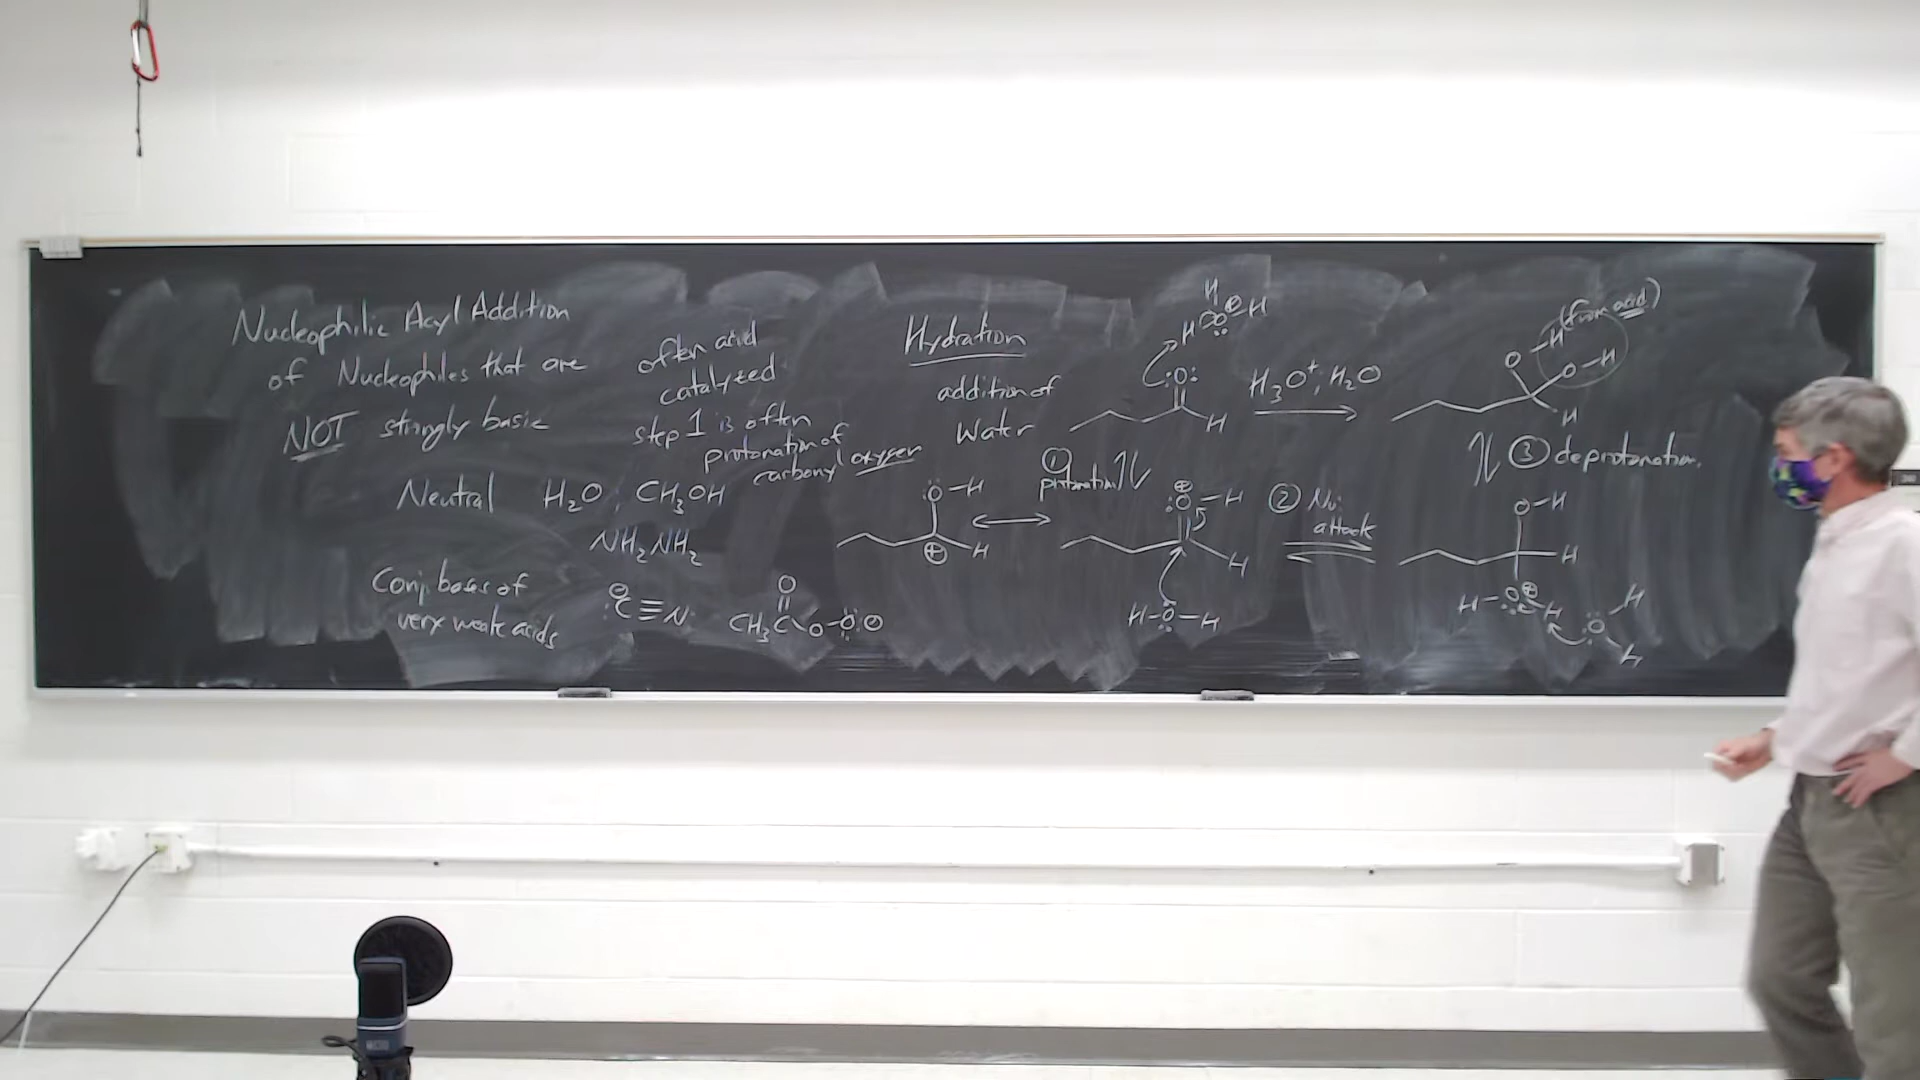 Nucleophilic Acyl Addition
of Nucleophiles that are
NOT strongly basic
Neutral H₂O, CH₃OH
NH₂NH₂
Conj. bases of
very weak acids
⊖
:C≡N:
O
CH₃C O-O:⊖
often acid
catalyzed
step 1 is often
protonation of
carbonyl oxygen
Hydration
addition of
Water
H
H O⊕ H
:O:
H
H₃O⁺, H₂O
(from acid)
O-H
O-H
H
① protonation
:O-H
⊕ H
⊕
:O-H
H
H-O-H
② Nu:
attack
③ deprotonation
O-H
H
H-O⊕-H
:O: H
H